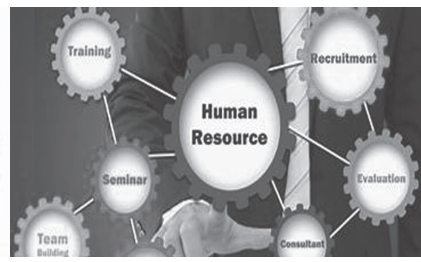 Training
Recruitment
Human
Resource
Seminar
Evaluation
Team
Building
Consultant